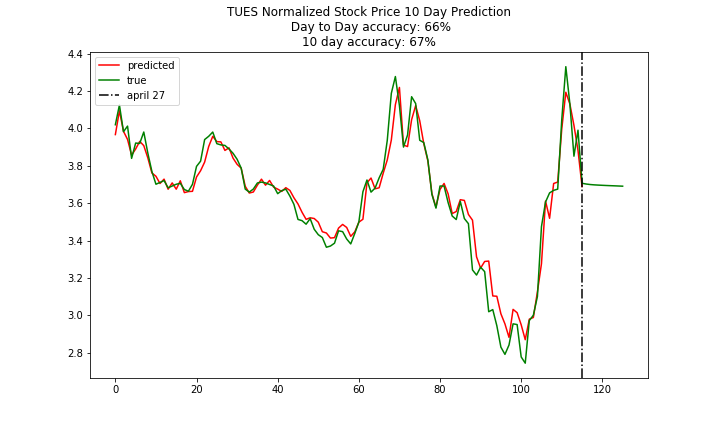 TUES Normalized Stock Price 10 Day Prediction
Day to Day accuracy: 66%
10 day accuracy: 67%
predicted
true
april 27
4.4
4.2
4.0
3.8
3.6
3.4
3.2
3.0
2.8
0 20 40 60 80 100 120